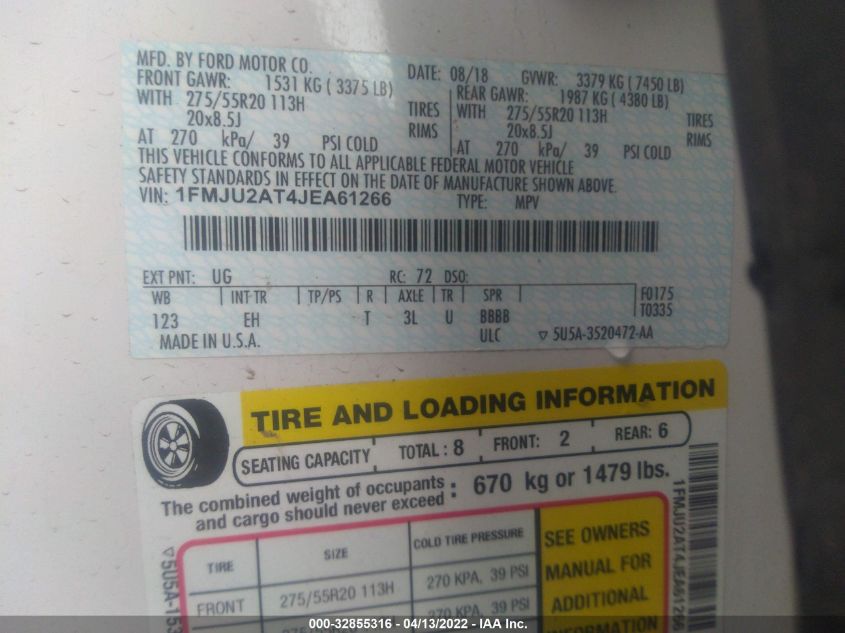 MFD. BY FORD MOTOR CO.
DATE: 08/18 GVWR: 3379 KG ( 7450 LB)
FRONT GAWR: 1531 KG ( 3375 LB)
REAR GAWR: 1987 KG ( 4380 LB)
WITH 275/55R20 113H TIRES
WITH 275/55R20 113H TIRES
20x8.5J RIMS
20x8.5J RIMS
AT 270 kPa/ 39 PSI COLD
AT 270 kPa/ 39 PSI COLD
THIS VEHICLE CONFORMS TO ALL APPLICABLE FEDERAL MOTOR VEHICLE
SAFETY STANDARDS IN EFFECT ON THE DATE OF MANUFACTURE SHOWN ABOVE.
VIN: 1FMJU2AT4JEA61266 TYPE: MPV
EXT PNT: UG RC: 72 DSO:
WB INT TR TP/PS R AXLE TR SPR F0175
T0335
123 EH T 3L U BBBB
MADE IN U.S.A. ULC ▽ 5U5A-3520472-AA
TIRE AND LOADING INFORMATION
SEATING CAPACITY TOTAL : 8 FRONT: 2 REAR: 6
The combined weight of occupants
and cargo should never exceed : 670 kg or 1479 lbs.
TIRE SIZE COLD TIRE PRESSURE
FRONT 275/55R20 113H 270 KPA, 39 PSI
270 KPA, 39 PSI
SEE OWNERS
MANUAL FOR
ADDITIONAL
INFORMATION
1FMJU2AT4JEA61266
▽5U5A-153
000-32855316 - 04/13/2022 - IAA Inc.